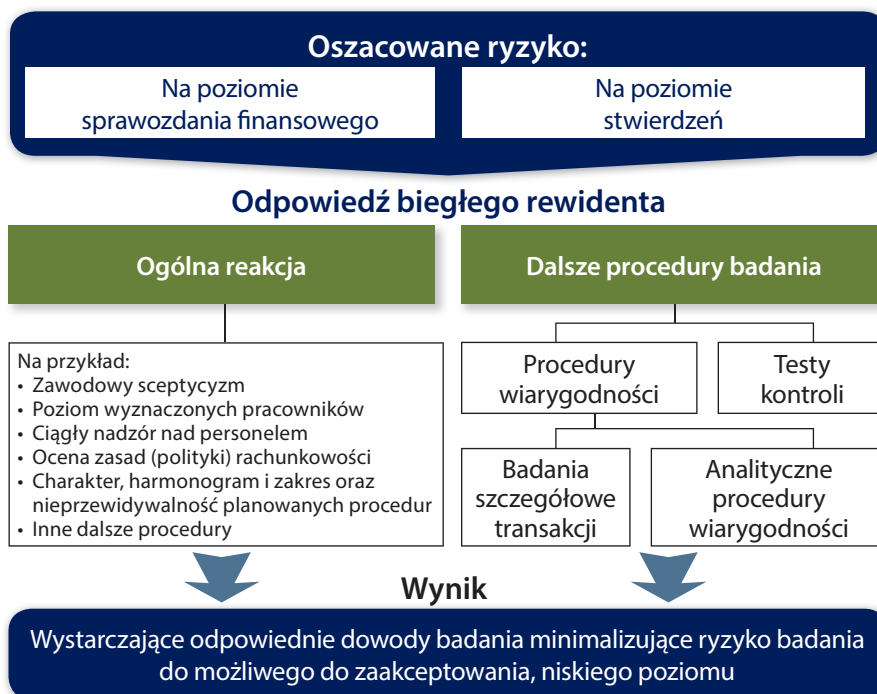 Oszacowane ryzyko:
Na poziomie
sprawozdania finansowego
Na poziomie
stwierdzeń
Odpowiedź biegłego rewidenta
Ogólna reakcja
Na przykład:
• Zawodowy sceptycyzm
• Poziom wyznaczonych pracowników
• Ciągły nadzór nad personelem
• Ocena zasad (polityki) rachunkowości
• Charakter, harmonogram i zakres oraz
nieprzewidywalność planowanych procedur
• Inne dalsze procedury
Dalsze procedury badania
Procedury
wiarygodności
Testy
kontroli
Badania
szczegółowe
transakcji
Analityczne
procedury
wiarygodności
Wynik
Wystarczające odpowiednie dowody badania minimalizujące ryzyko badania
do możliwego do zaakceptowania, niskiego poziomu